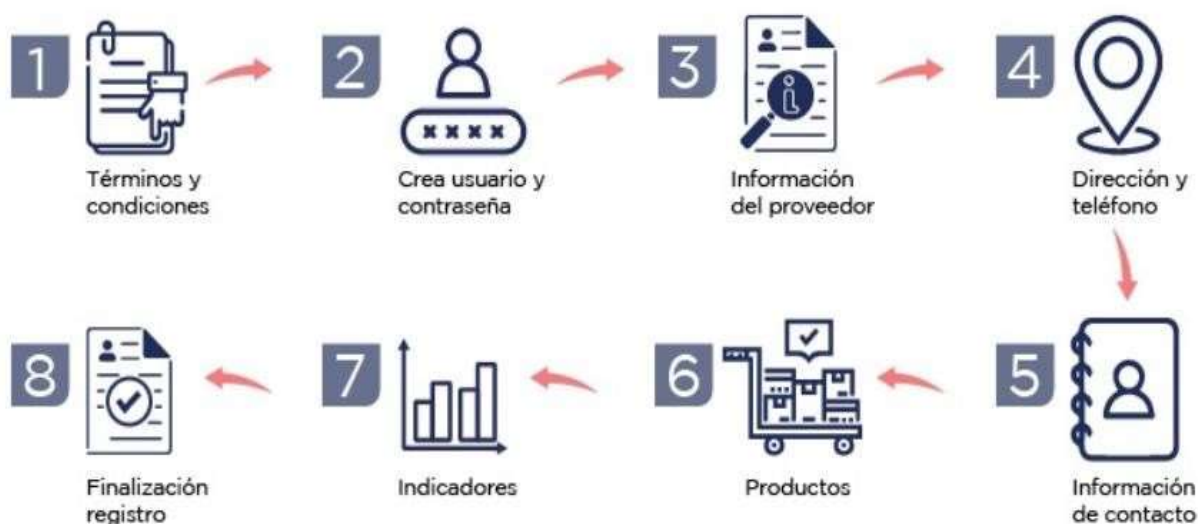 1
Términos y
condiciones
2
Crea usuario y
contraseña
3
Información
del proveedor
4
Dirección y
teléfono
5
Información
de contacto
6
Productos
7
Indicadores
8
Finalización
registro